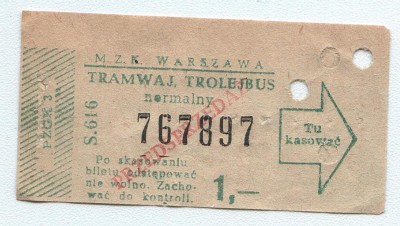 M.Z.K. WARSZAWA
TRAMWAJ, TROLEJBUS
normalny
767897
PRZEDSPRZEDAŻ
S.616
Tu
kasować
Po skasowaniu
biletu odstępować
nie wolno. Zacho-
wać do kontroli.
1,—